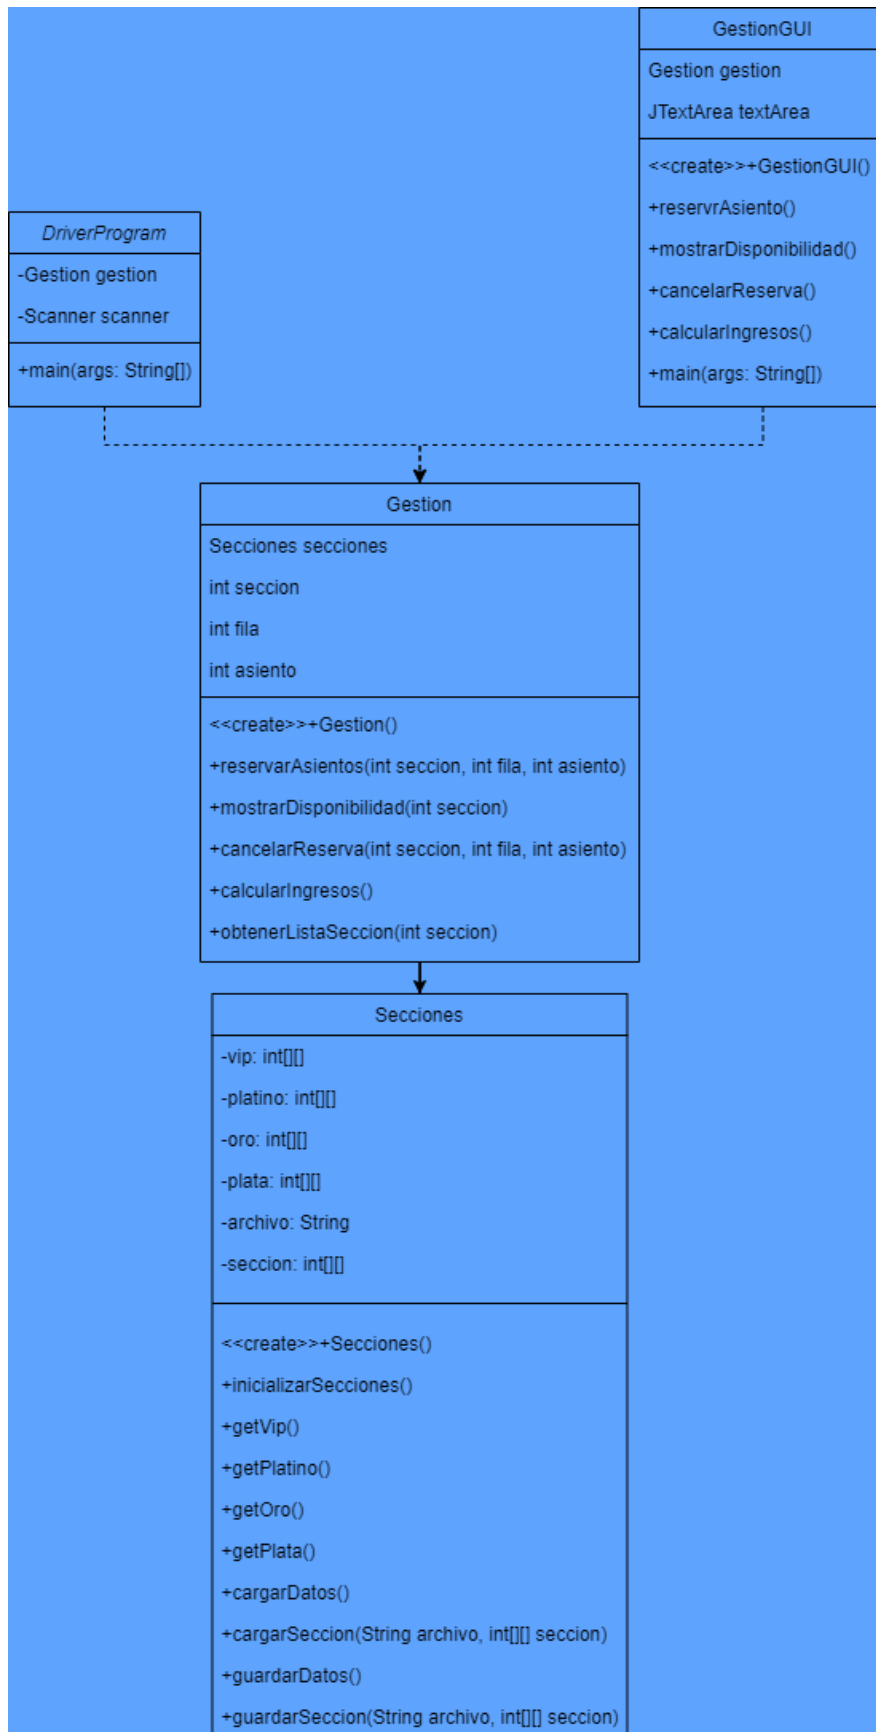 GestionGUI
Gestion gestion
JTextArea textArea
<<create>>+GestionGUI()
+reservrAsiento()
+mostrarDisponibilidad()
+cancelarReserva()
+calcularIngresos()
+main(args: String[])
DriverProgram
-Gestion gestion
-Scanner scanner
+main(args: String[])
Gestion
Secciones secciones
int seccion
int fila
int asiento
<<create>>+Gestion()
+reservarAsientos(int seccion, int fila, int asiento)
+mostrarDisponibilidad(int seccion)
+cancelarReserva(int seccion, int fila, int asiento)
+calcularIngresos()
+obtenerListaSeccion(int seccion)
Secciones
-vip: int[][]
-platino: int[][]
-oro: int[][]
-plata: int[][]
-archivo: String
-seccion: int[][]
<<create>>+Secciones()
+inicializarSecciones()
+getVip()
+getPlatino()
+getOro()
+getPlata()
+cargarDatos()
+cargarSeccion(String archivo, int[][] seccion)
+guardarDatos()
+guardarSeccion(String archivo, int[][] seccion)